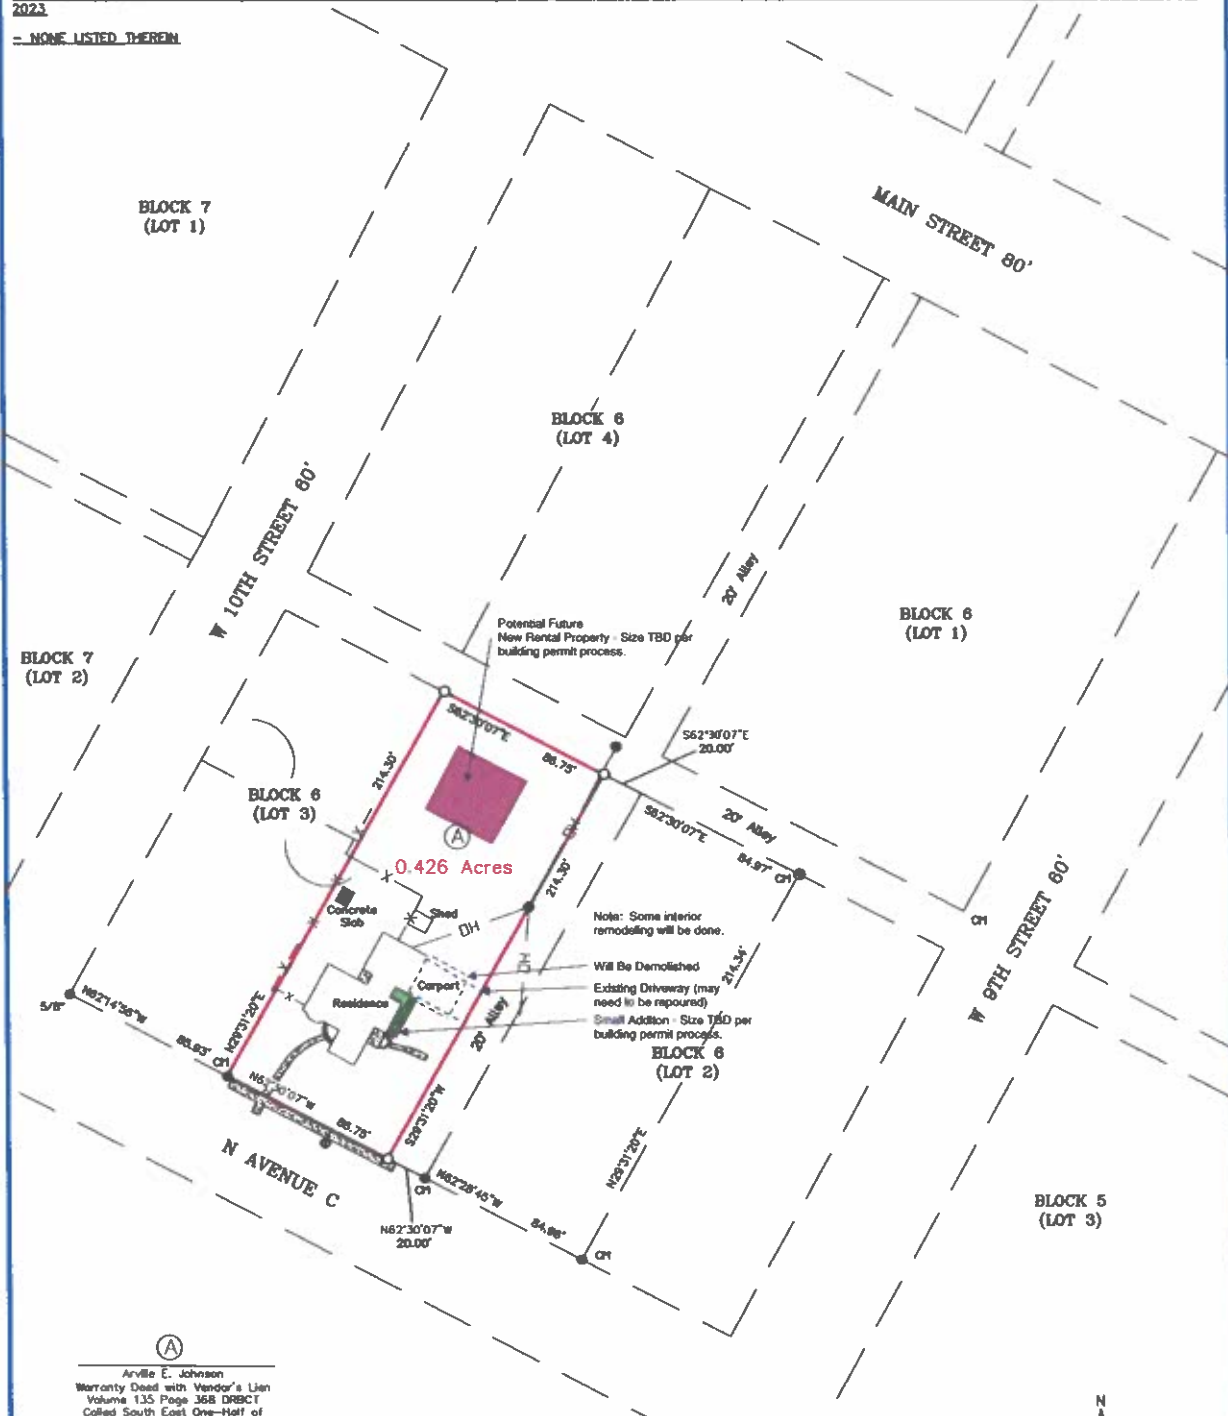 2023
- NONE LISTED THEREIN
BLOCK 7
(LOT 1)
MAIN STREET 80'
BLOCK 6
(LOT 4)
W 10TH STREET 60'
20' Alley
BLOCK 6
(LOT 1)
Potential Future
New Rental Property - Size TBD per
building permit process.
BLOCK 7
(LOT 2)
S62°30'07"E
86.75'
S62°30'07"E
20.00'
214.30'
BLOCK 6
(LOT 3)
OH
S62°30'07"E
20' Alley
84.97'
CM
A
0.426 Acres
214.30'
Concrete
Slab
Shed
OH
CM
Note: Some interior
remodeling will be done.
W 9TH STREET 60'
214.34'
OH
Will Be Demolished
Carport
Existing Driveway (may
need to be repoured)
Residence
Small Addition - Size TBD per
building permit process.
5/8"
N62°14'56"W
N29°31'20"E
20' Alley
BLOCK 6
(LOT 2)
CM
S29°31'20"W
86.75'
N AVENUE C
N29°31'20"E
CM
N62°28'45"W
BLOCK 5
(LOT 3)
N62°30'07"W
20.00'
CM
A
Arville E. Johnson
Warranty Deed with Vendor's Lien
Volume 135 Page 368 DRBCT
Called South East One-Half of
N